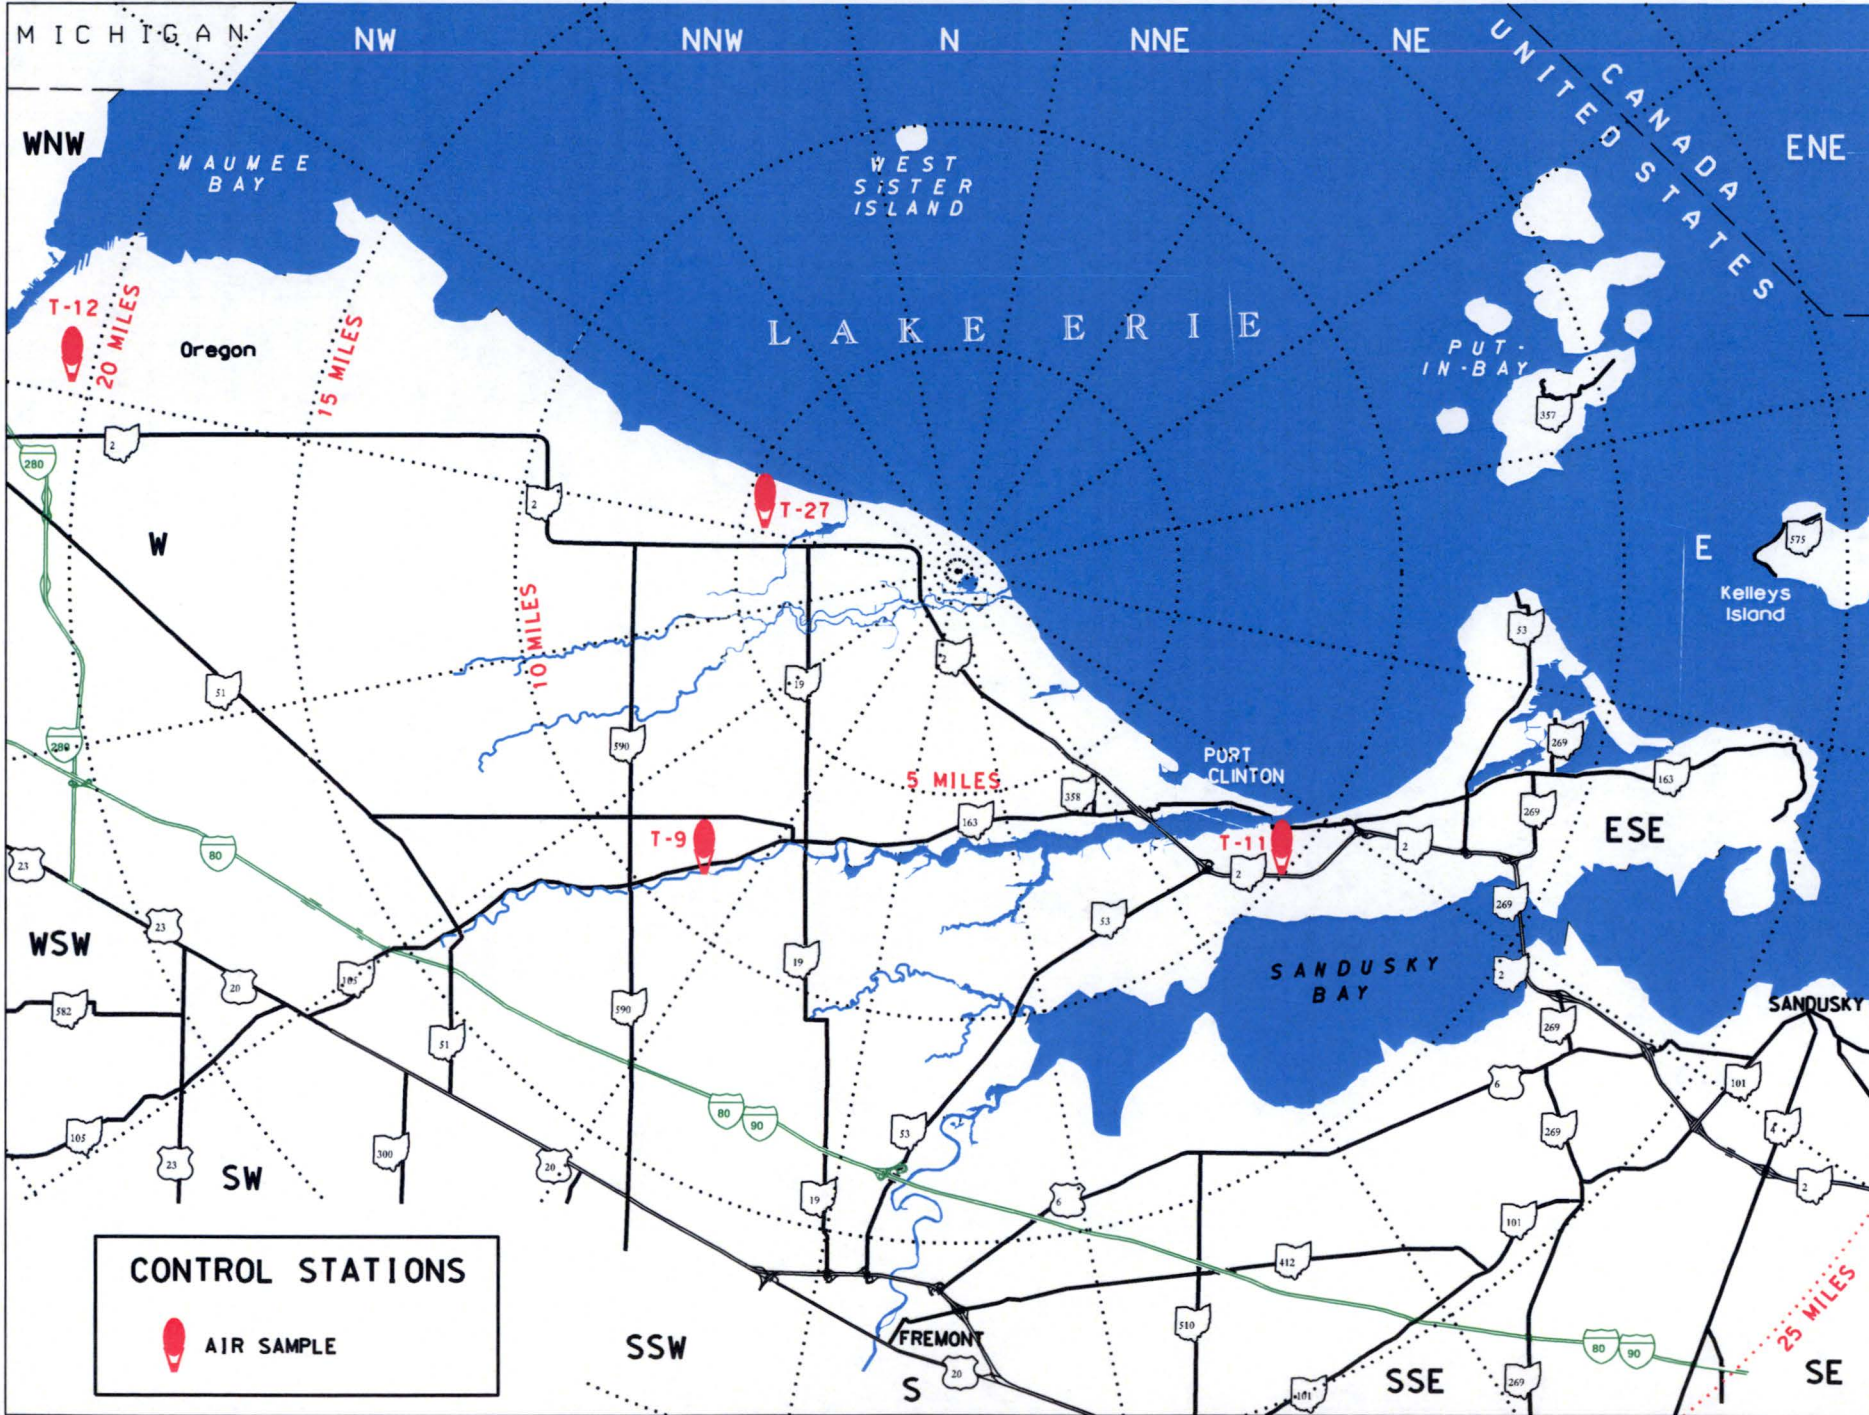 MICHIGAN
NW
NNW
N
NNE
NE
UNITED STATES
CANADA
WNW
ENE
MAUMEE
BAY
WEST
SISTER
ISLAND
T-12
20 MILES
Oregon
15 MILES
LAKE ERIE
PUT-
IN-BAY
357
2
280
2
T-27
W
E
575
Kelleys
Island
10 MILES
53
2
51
19
280
590
269
PORT
CLINTON
5 MILES
163
358
269
163
T-9
T-11
2
2
ESE
80
23
269
53
WSW
23
19
SANDUSKY
BAY
2
105
20
582
590
SANDUSKY
269
51
6
101
80
90
53
4
105
300
269
23
20
SW
19
6
2
101
CONTROL STATIONS
AIR SAMPLE
412
510
25 MILES
SSW
FREMONT
80
90
20
S
101
SSE
269
SE